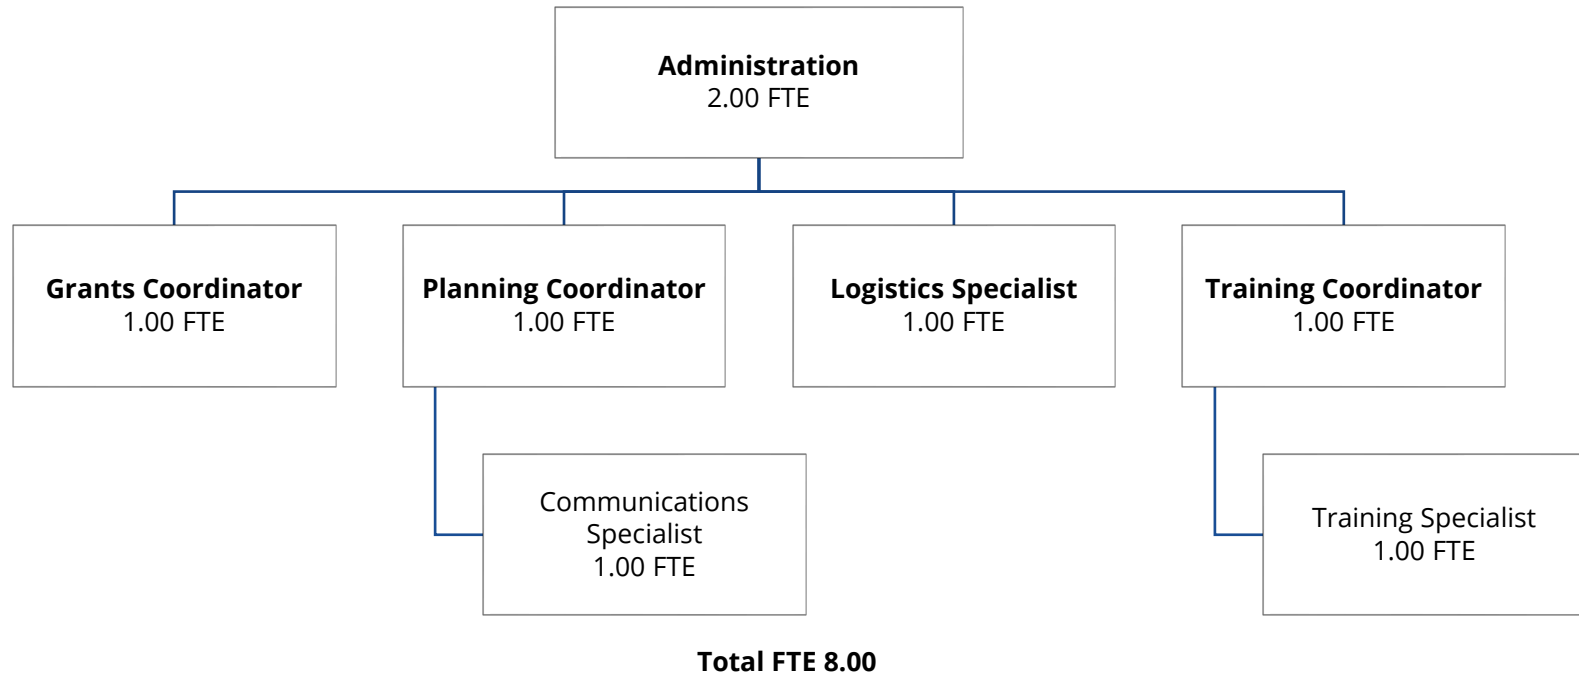 Administration
2.00 FTE
Grants Coordinator
1.00 FTE
Planning Coordinator
1.00 FTE
Logistics Specialist
1.00 FTE
Training Coordinator
1.00 FTE
Communications
Specialist
1.00 FTE
Training Specialist
1.00 FTE
Total FTE 8.00